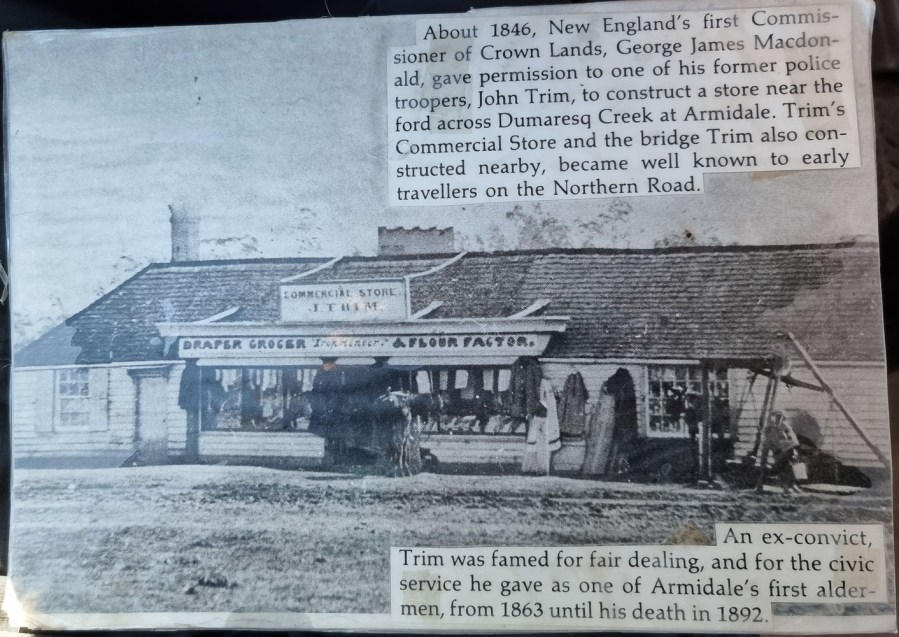 About 1846, New England's first Commis-
sioner of Crown Lands, George James Macdon-
ald, gave permission to one of his former police
troopers, John Trim, to construct a store near the
ford across Dumaresq Creek at Armidale. Trim's
Commercial Store and the bridge Trim also con-
structed nearby, became well known to early
travellers on the Northern Road.
COMMERCIAL STORE.
J. TRIM.
DRAPER GROCER Ironmonger & FLOUR FACTOR.
An ex-convict,
Trim was famed for fair dealing, and for the civic
service he gave as one of Armidale's first alder-
men, from 1863 until his death in 1892.